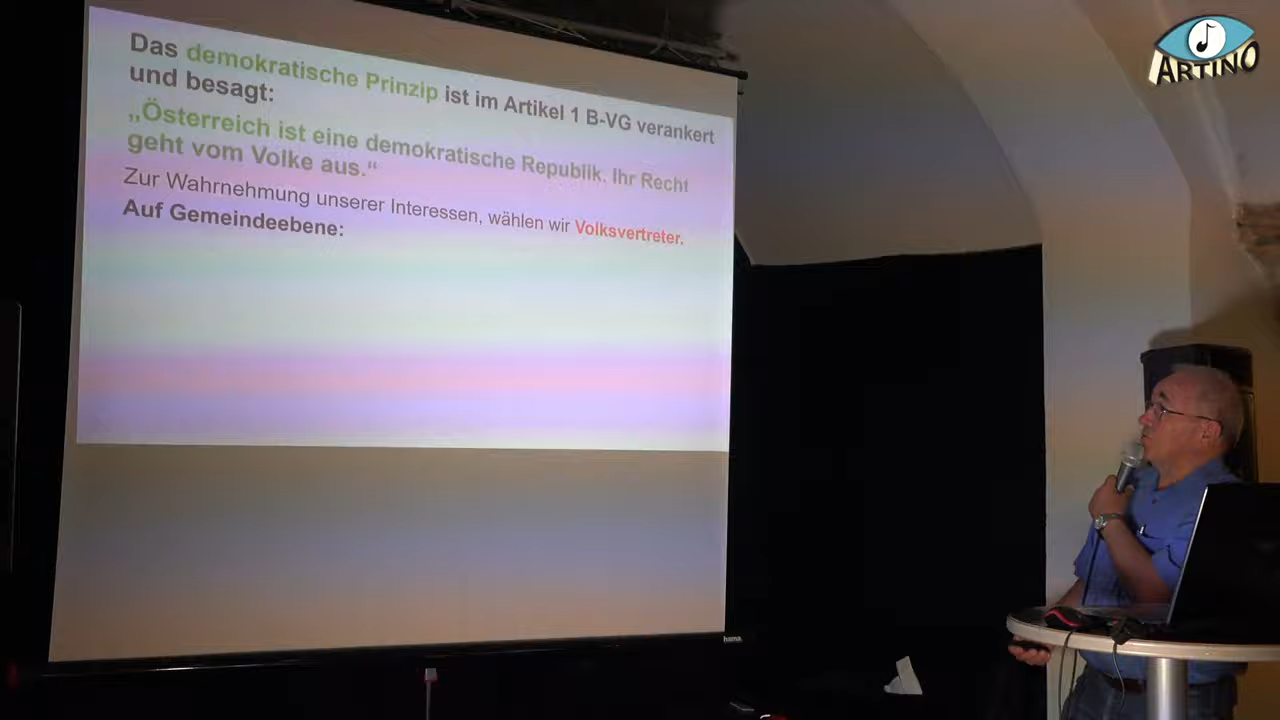 Das demokratische Prinzip ist im Artikel 1 B-VG verankert
und besagt:
„Österreich ist eine demokratische Republik. Ihr Recht
geht vom Volke aus.“
Zur Wahrnehmung unserer Interessen, wählen wir Volksvertreter.
Auf Gemeindeebene:
ARTINO
hama